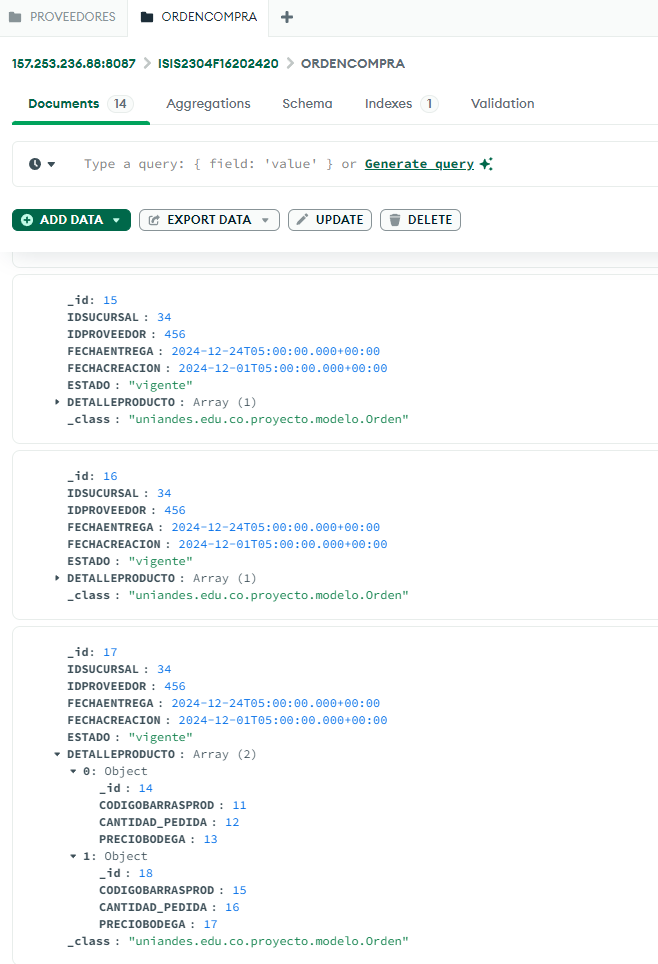 PROVEEDORES ORDENCOMPRA
157.253.236.88:8087 > ISIS2304F16202420 > ORDENCOMPRA
Documents 14 Aggregations Schema Indexes 1 Validation
Type a query: { field: 'value' } or Generate query
ADD DATA EXPORT DATA UPDATE DELETE
_id: 15
IDSUCURSAL : 34
IDPROVEEDOR : 456
FECHAENTREGA : 2024-12-24T05:00:00.000+00:00
FECHACREACION : 2024-12-01T05:00:00.000+00:00
ESTADO : "vigente"
DETALLEPRODUCTO : Array (1)
_class : "uniandes.edu.co.proyecto.modelo.Orden"
_id: 16
IDSUCURSAL : 34
IDPROVEEDOR : 456
FECHAENTREGA : 2024-12-24T05:00:00.000+00:00
FECHACREACION : 2024-12-01T05:00:00.000+00:00
ESTADO : "vigente"
DETALLEPRODUCTO : Array (1)
_class : "uniandes.edu.co.proyecto.modelo.Orden"
_id: 17
IDSUCURSAL : 34
IDPROVEEDOR : 456
FECHAENTREGA : 2024-12-24T05:00:00.000+00:00
FECHACREACION : 2024-12-01T05:00:00.000+00:00
ESTADO : "vigente"
DETALLEPRODUCTO : Array (2)
0: Object
_id : 14
CODIGOBARRASPROD : 11
CANTIDAD_PEDIDA : 12
PRECIOBODEGA : 13
1: Object
_id : 18
CODIGOBARRASPROD : 15
CANTIDAD_PEDIDA : 16
PRECIOBODEGA : 17
_class : "uniandes.edu.co.proyecto.modelo.Orden"